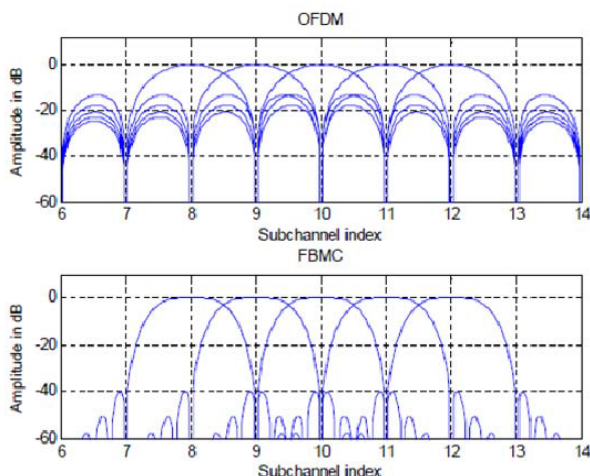 OFDM
Amplitude in dB
0
-20
-40
-60
6 7 8 9 10 11 12 13 14
Subchannel index
FBMC
Amplitude in dB
0
-20
-40
-60
6 7 8 9 10 11 12 13 14
Subchannel index